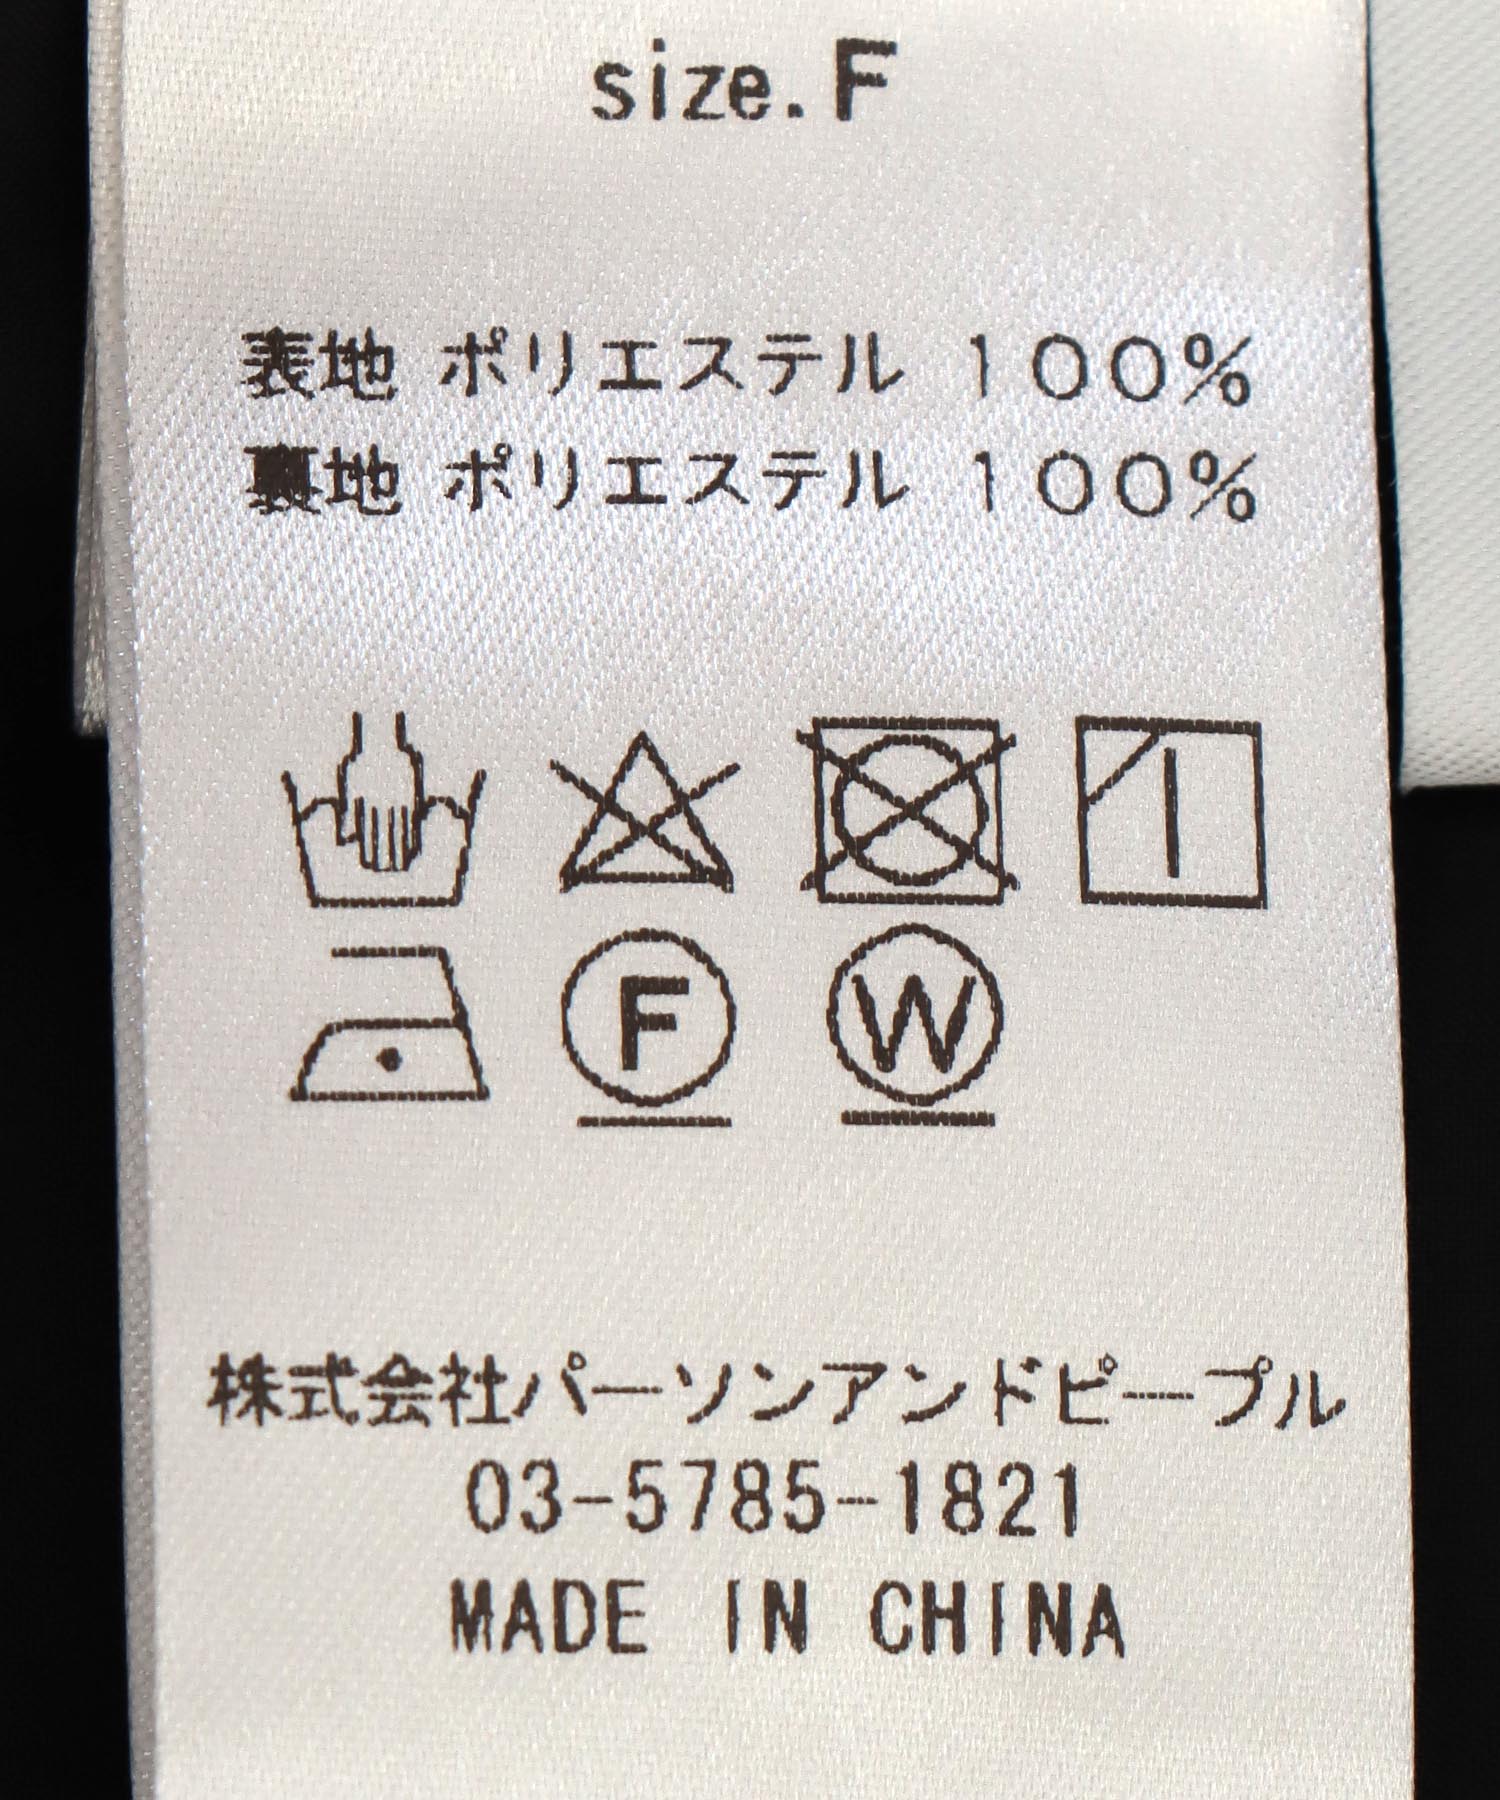 size.F
表地 ポリエステル 100%
裏地 ポリエステル 100%
F W
株式会社パーソンアンドピープル
03-5785-1821
MADE IN CHINA